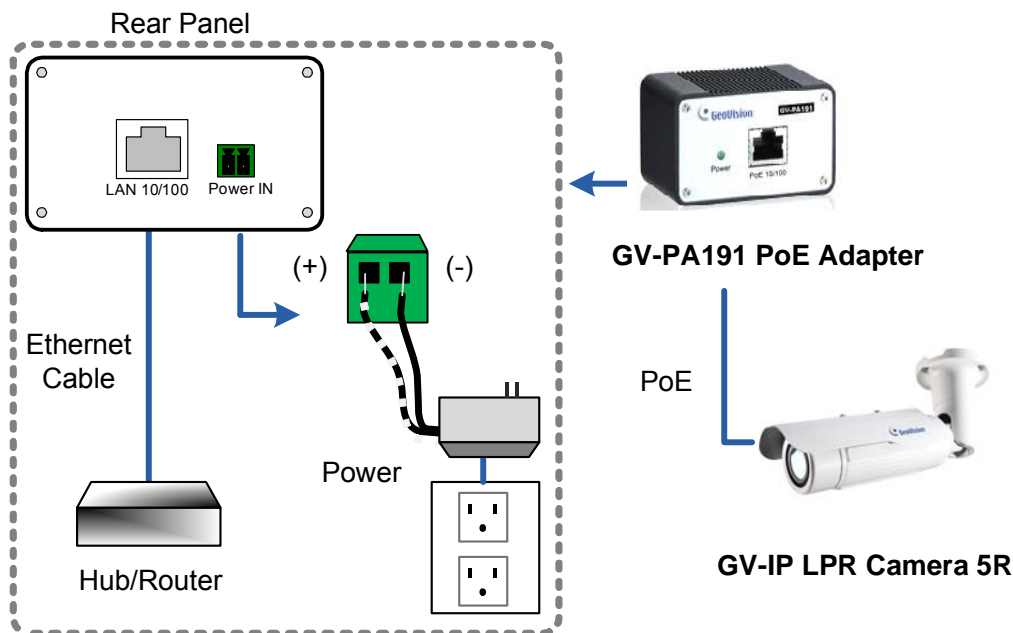 Rear Panel
LAN 10/100
Power IN
(+)
(-)
Ethernet
Cable
Power
Hub/Router
GeoVision
GV-PA191
Power
PoE 10/100
GV-PA191 PoE Adapter
PoE
GeoVision
GV-IP LPR Camera 5R